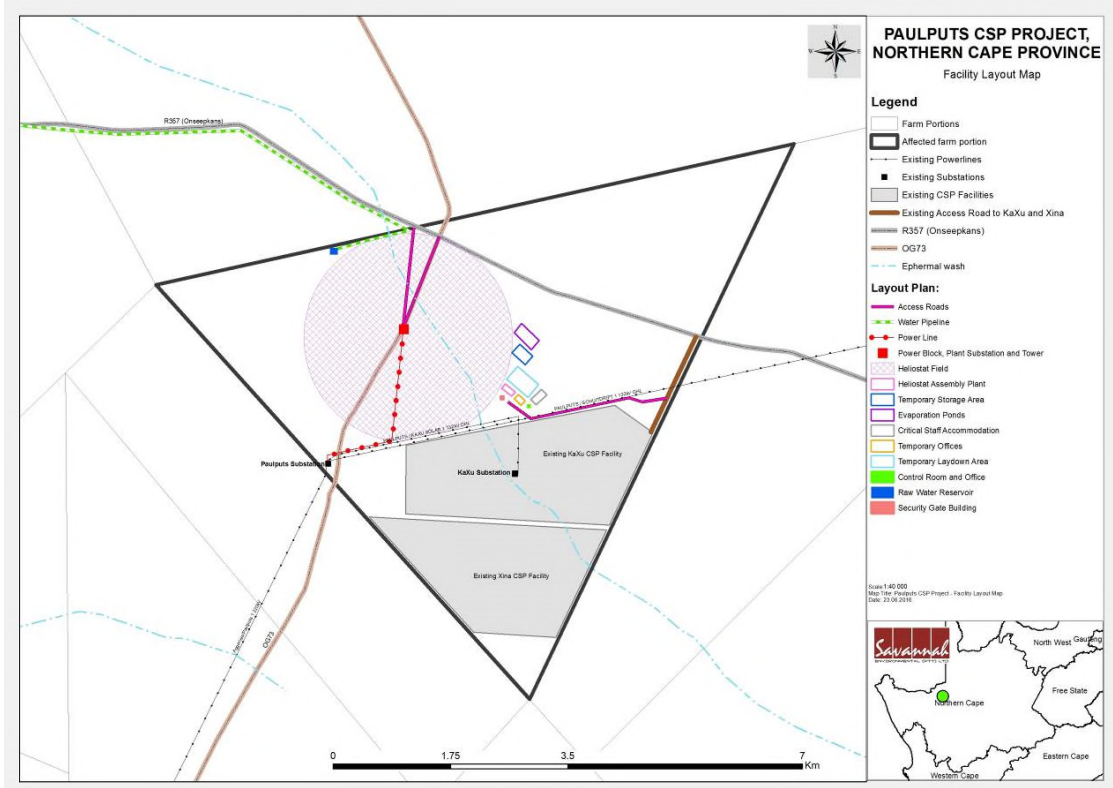 PAULPUTS CSP PROJECT,
NORTHERN CAPE PROVINCE
Facility Layout Map
Legend
Farm Portions
Affected farm portion
Existing Powerlines
Existing Substations
Existing CSP Facilities
Existing Access Road to KaXu and Xina
R357 (Onseepkans)
OG73
Ephermal wash
Layout Plan:
Access Roads
Water Pipeline
Power Line
Power Block, Plant Substation and Tower
Heliostat Field
Heliostat Assembly Plant
Temporary Storage Area
Evaporation Ponds
Critical Staff Accommodation
Temporary Offices
Temporary Laydown Area
Control Room and Office
Raw Water Reservoir
Security Gate Building
Scale 1:40 000
Map Title: Paulputs CSP Project - Facility Layout Map
Date: 23.06.2016
Savannah
ENVIRONMENTAL (PTY) LTD
North West
Gauteng
Free State
Northern Cape
Eastern Cape
Western Cape
N
W
E
S
R357 (Onseepkans)
Paulputs Substation
KaXu Substation
Existing KaXu CSP Facility
Existing Xina CSP Facility
OG73
0
1.75
3.5
7
Km